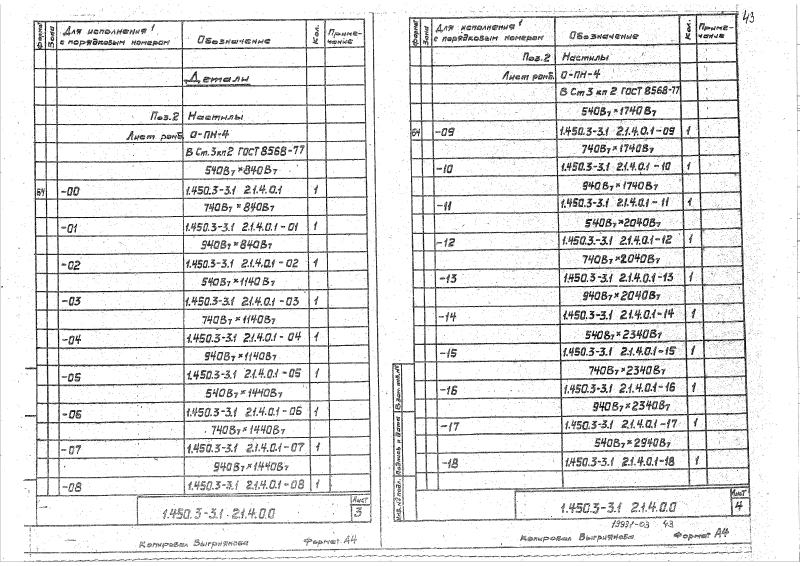 43
Формат
Зона
Для исполнения 1
с порядковым номером
Обозначение
Кол.
Приме-
чание
Детали
Поз.2 Настилы
Лист ромб. О-ПН-4
В Ст.3кп2 ГОСТ 8568-77
540В7×840В7
БЧ -00 1.450.3-3.1 2.1.4.0.1 1
740В7×840В7
-01 1.450.3-3.1 2.1.4.0.1-01 1
940В7×840В7
-02 1.450.3-3.1 2.1.4.0.1-02 1
540В7×1140В7
-03 1.450.3-3.1 2.1.4.0.1-03 1
740В7×1140В7
-04 1.450.3-3.1 2.1.4.0.1-04 1
940В7×1140В7
-05 1.450.3-3.1 2.1.4.0.1-05 1
540В7×1440В7
-06 1.450.3-3.1 2.1.4.0.1-06 1
740В7×1440В7
-07 1.450.3-3.1 2.1.4.0.1-07 1
940В7×1440В7
-08 1.450.3-3.1 2.1.4.0.1-08 1
1.450.3-3.1.2.1.4.0.0
Лист
3
Копировал Выгриянова Формат А4
Формат
Зона
Для исполнения 1
с порядковым номером
Обозначение
Кол.
Приме-
чание
Поз.2 Настилы
Лист ромб. О-ПН-4
В Ст3 кп2 ГОСТ 8568-77
540В7×1740В7
БЧ -09 1.450.3-3.1 2.1.4.0.1-09 1
740В7×1740В7
-10 1.450.3-3.1 2.1.4.0.1-10 1
940В7×1740В7
-11 1.450.3-3.1 2.1.4.0.1-11 1
540В7×2040В7
-12 1.450.3-3.1 2.1.4.0.1-12 1
740В7×2040В7
-13 1.450.3-3.1 2.1.4.0.1-13 1
940В7×2040В7
-14 1.450.3-3.1 2.1.4.0.1-14 1
540В7×2340В7
-15 1.450.3-3.1 2.1.4.0.1-15 1
740В7×2340В7
-16 1.450.3-3.1 2.1.4.0.1-16 1
940В7×2340В7
-17 1.450.3-3.1 2.1.4.0.1-17 1
540В7×2940В7
-18 1.450.3-3.1 2.1.4.0.1-18 1
Инв.№ подл. Подпись и дата Взам.инв.№
1.450.3-3.1 2.1.4.0.0
Лист
4
19931-03 43
Копировал Выгриянова Формат А4